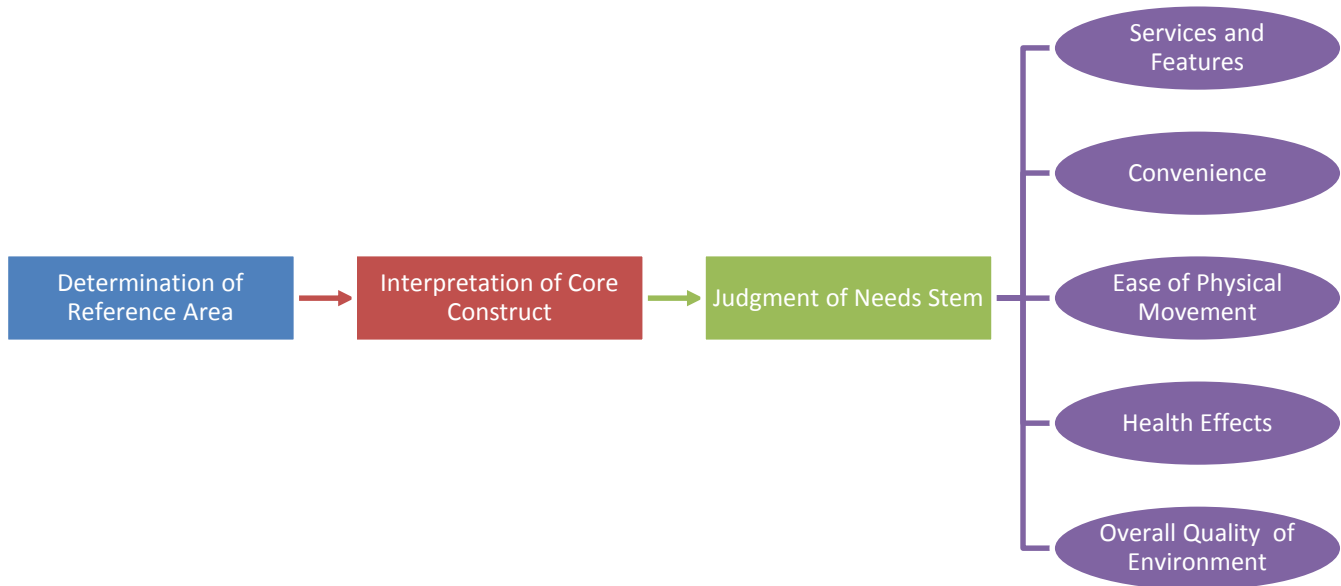 Determination of
Reference Area
Interpretation of Core
Construct
Judgment of Needs Stem
Services and
Features
Convenience
Ease of Physical
Movement
Health Effects
Overall Quality of
Environment